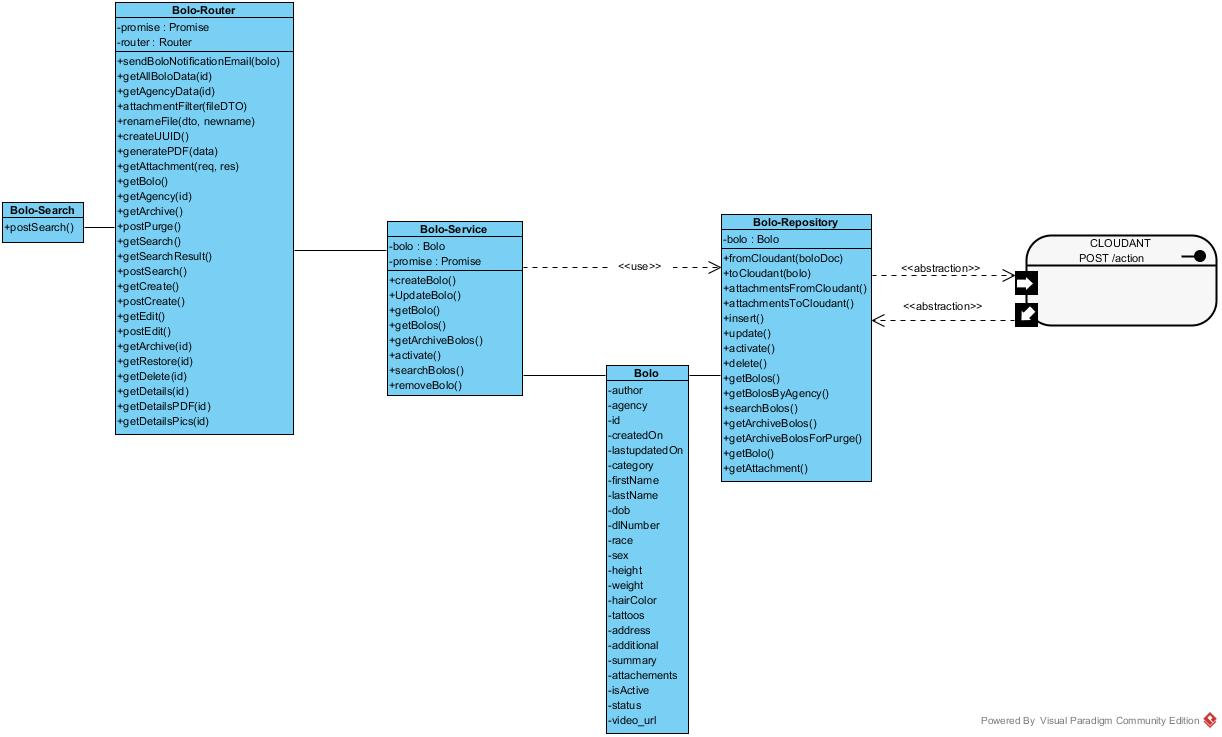 Bolo-Router
-promise : Promise
-router : Router
+sendBoloNotificationEmail(bolo)
+getAllBoloData(id)
+getAgencyData(id)
+attachmentFilter(fileDTO)
+renameFile(dto, newname)
+createUUID()
+generatePDF(data)
+getAttachment(req, res)
+getBolo()
+getAgency(id)
+getArchive()
+postPurge()
+getSearch()
+getSearchResult()
+postSearch()
+getCreate()
+postCreate()
+getEdit()
+postEdit()
+getArchive(id)
+getRestore(id)
+getDelete(id)
+getDetails(id)
+getDetailsPDF(id)
+getDetailsPics(id)
Bolo-Search
+postSearch()
Bolo-Service
-bolo : Bolo
-promise : Promise
+createBolo()
+UpdateBolo()
+getBolo()
+getBolos()
+getArchiveBolos()
+activate()
+searchBolos()
+removeBolo()
<<use>>
Bolo-Repository
-bolo : Bolo
+fromCloudant(boloDoc)
+toCloudant(bolo)
+attachmentsFromCloudant()
+attachmentsToCloudant()
+insert()
+update()
+activate()
+delete()
+getBolos()
+getBolosByAgency()
+searchBolos()
+getArchiveBolos()
+getArchiveBolosForPurge()
+getBolo()
+getAttachment()
<<abstraction>>
<<abstraction>>
CLOUDANT
POST /action
Bolo
-author
-agency
-id
-createdOn
-lastupdatedOn
-category
-firstName
-lastName
-dob
-dlNumber
-race
-sex
-height
-weight
-hairColor
-tattoos
-address
-additional
-summary
-attachements
-isActive
-status
-video_url
Powered By Visual Paradigm Community Edition